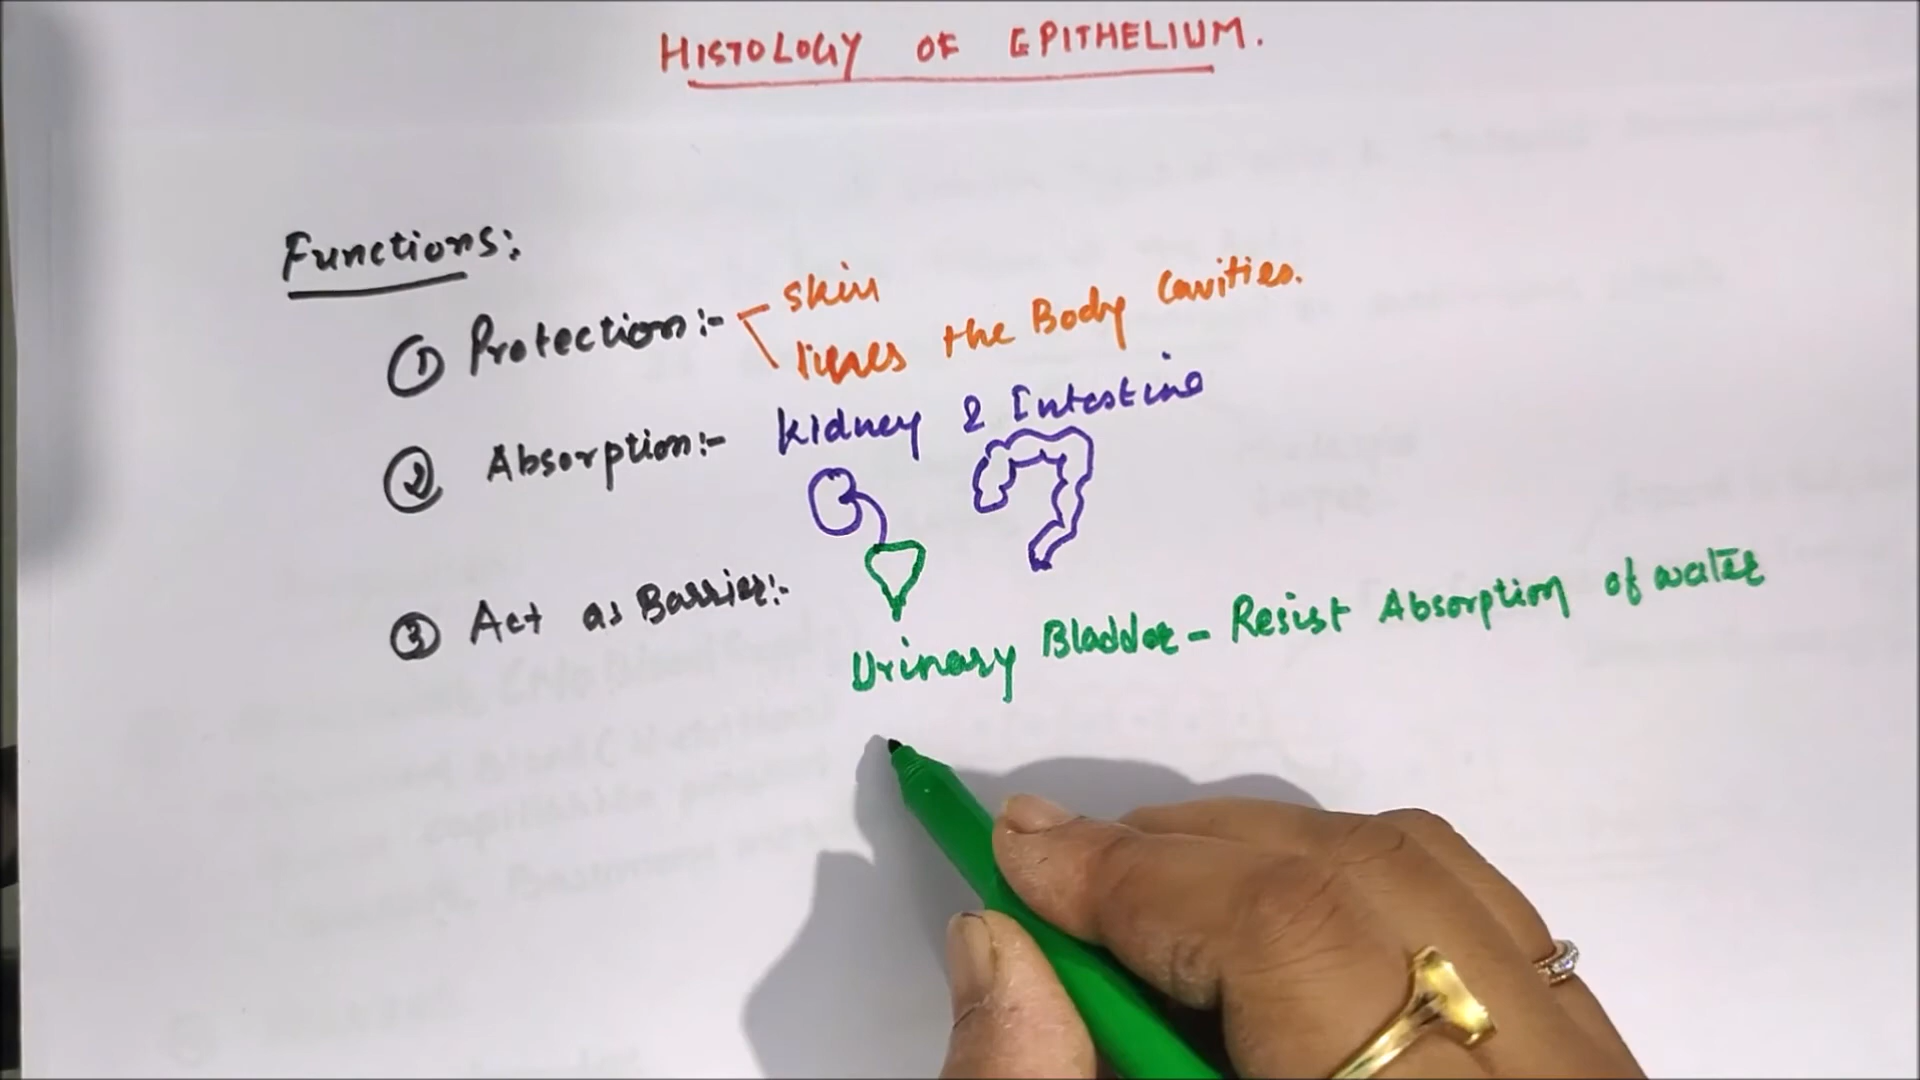 HISTOLOGY OF EPITHELIUM.
Functions:
① Protection:- skin
lines the Body Cavities.
② Absorption:- kidney & Intestine
③ Act as Barrier:-
Urinary Bladder - Resist Absorption of water